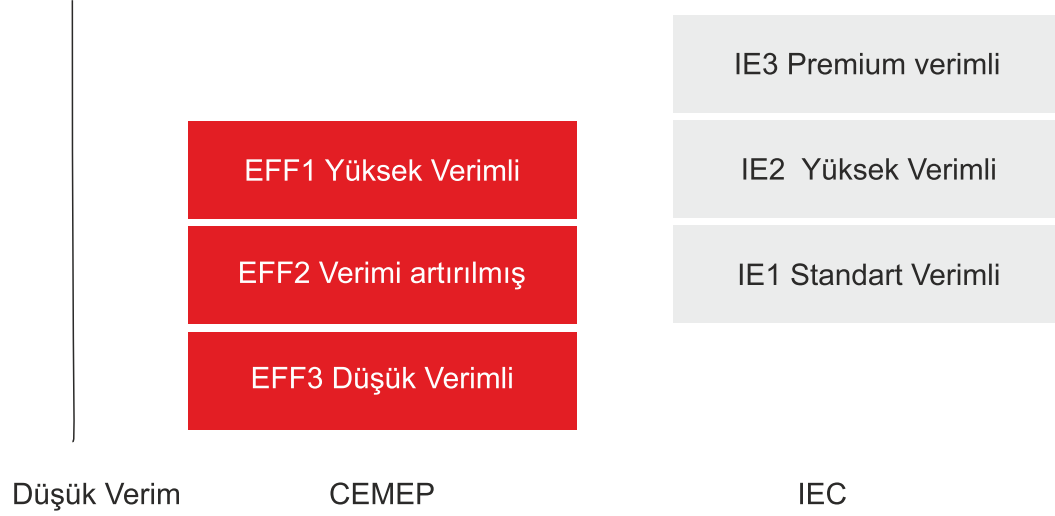 IE3 Premium verimli
EFF1 Yüksek Verimli
IE2 Yüksek Verimli
EFF2 Verimi artırılmış
IE1 Standart Verimli
EFF3 Düşük Verimli
Düşük Verim
CEMEP
IEC